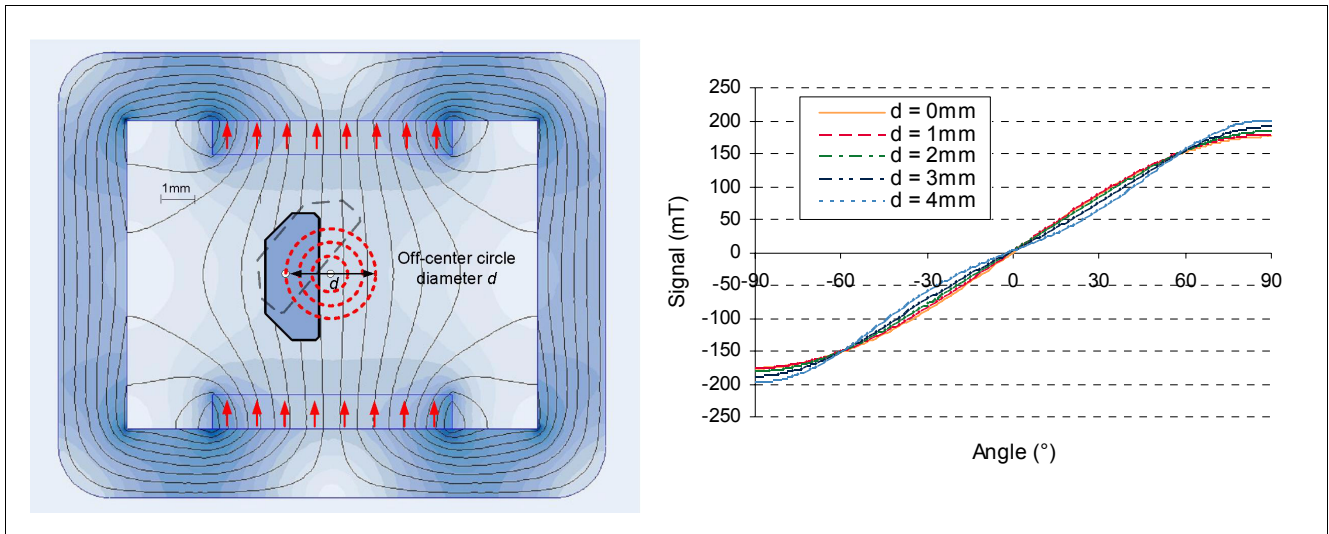 1mm
Off-center circle
diameter d
d
250
200
150
100
50
0
-50
-100
-150
-200
-250
-90
-60
-30
0
30
60
90
Signal (mT)
Angle (°)
d = 0mm
d = 1mm
d = 2mm
d = 3mm
d = 4mm